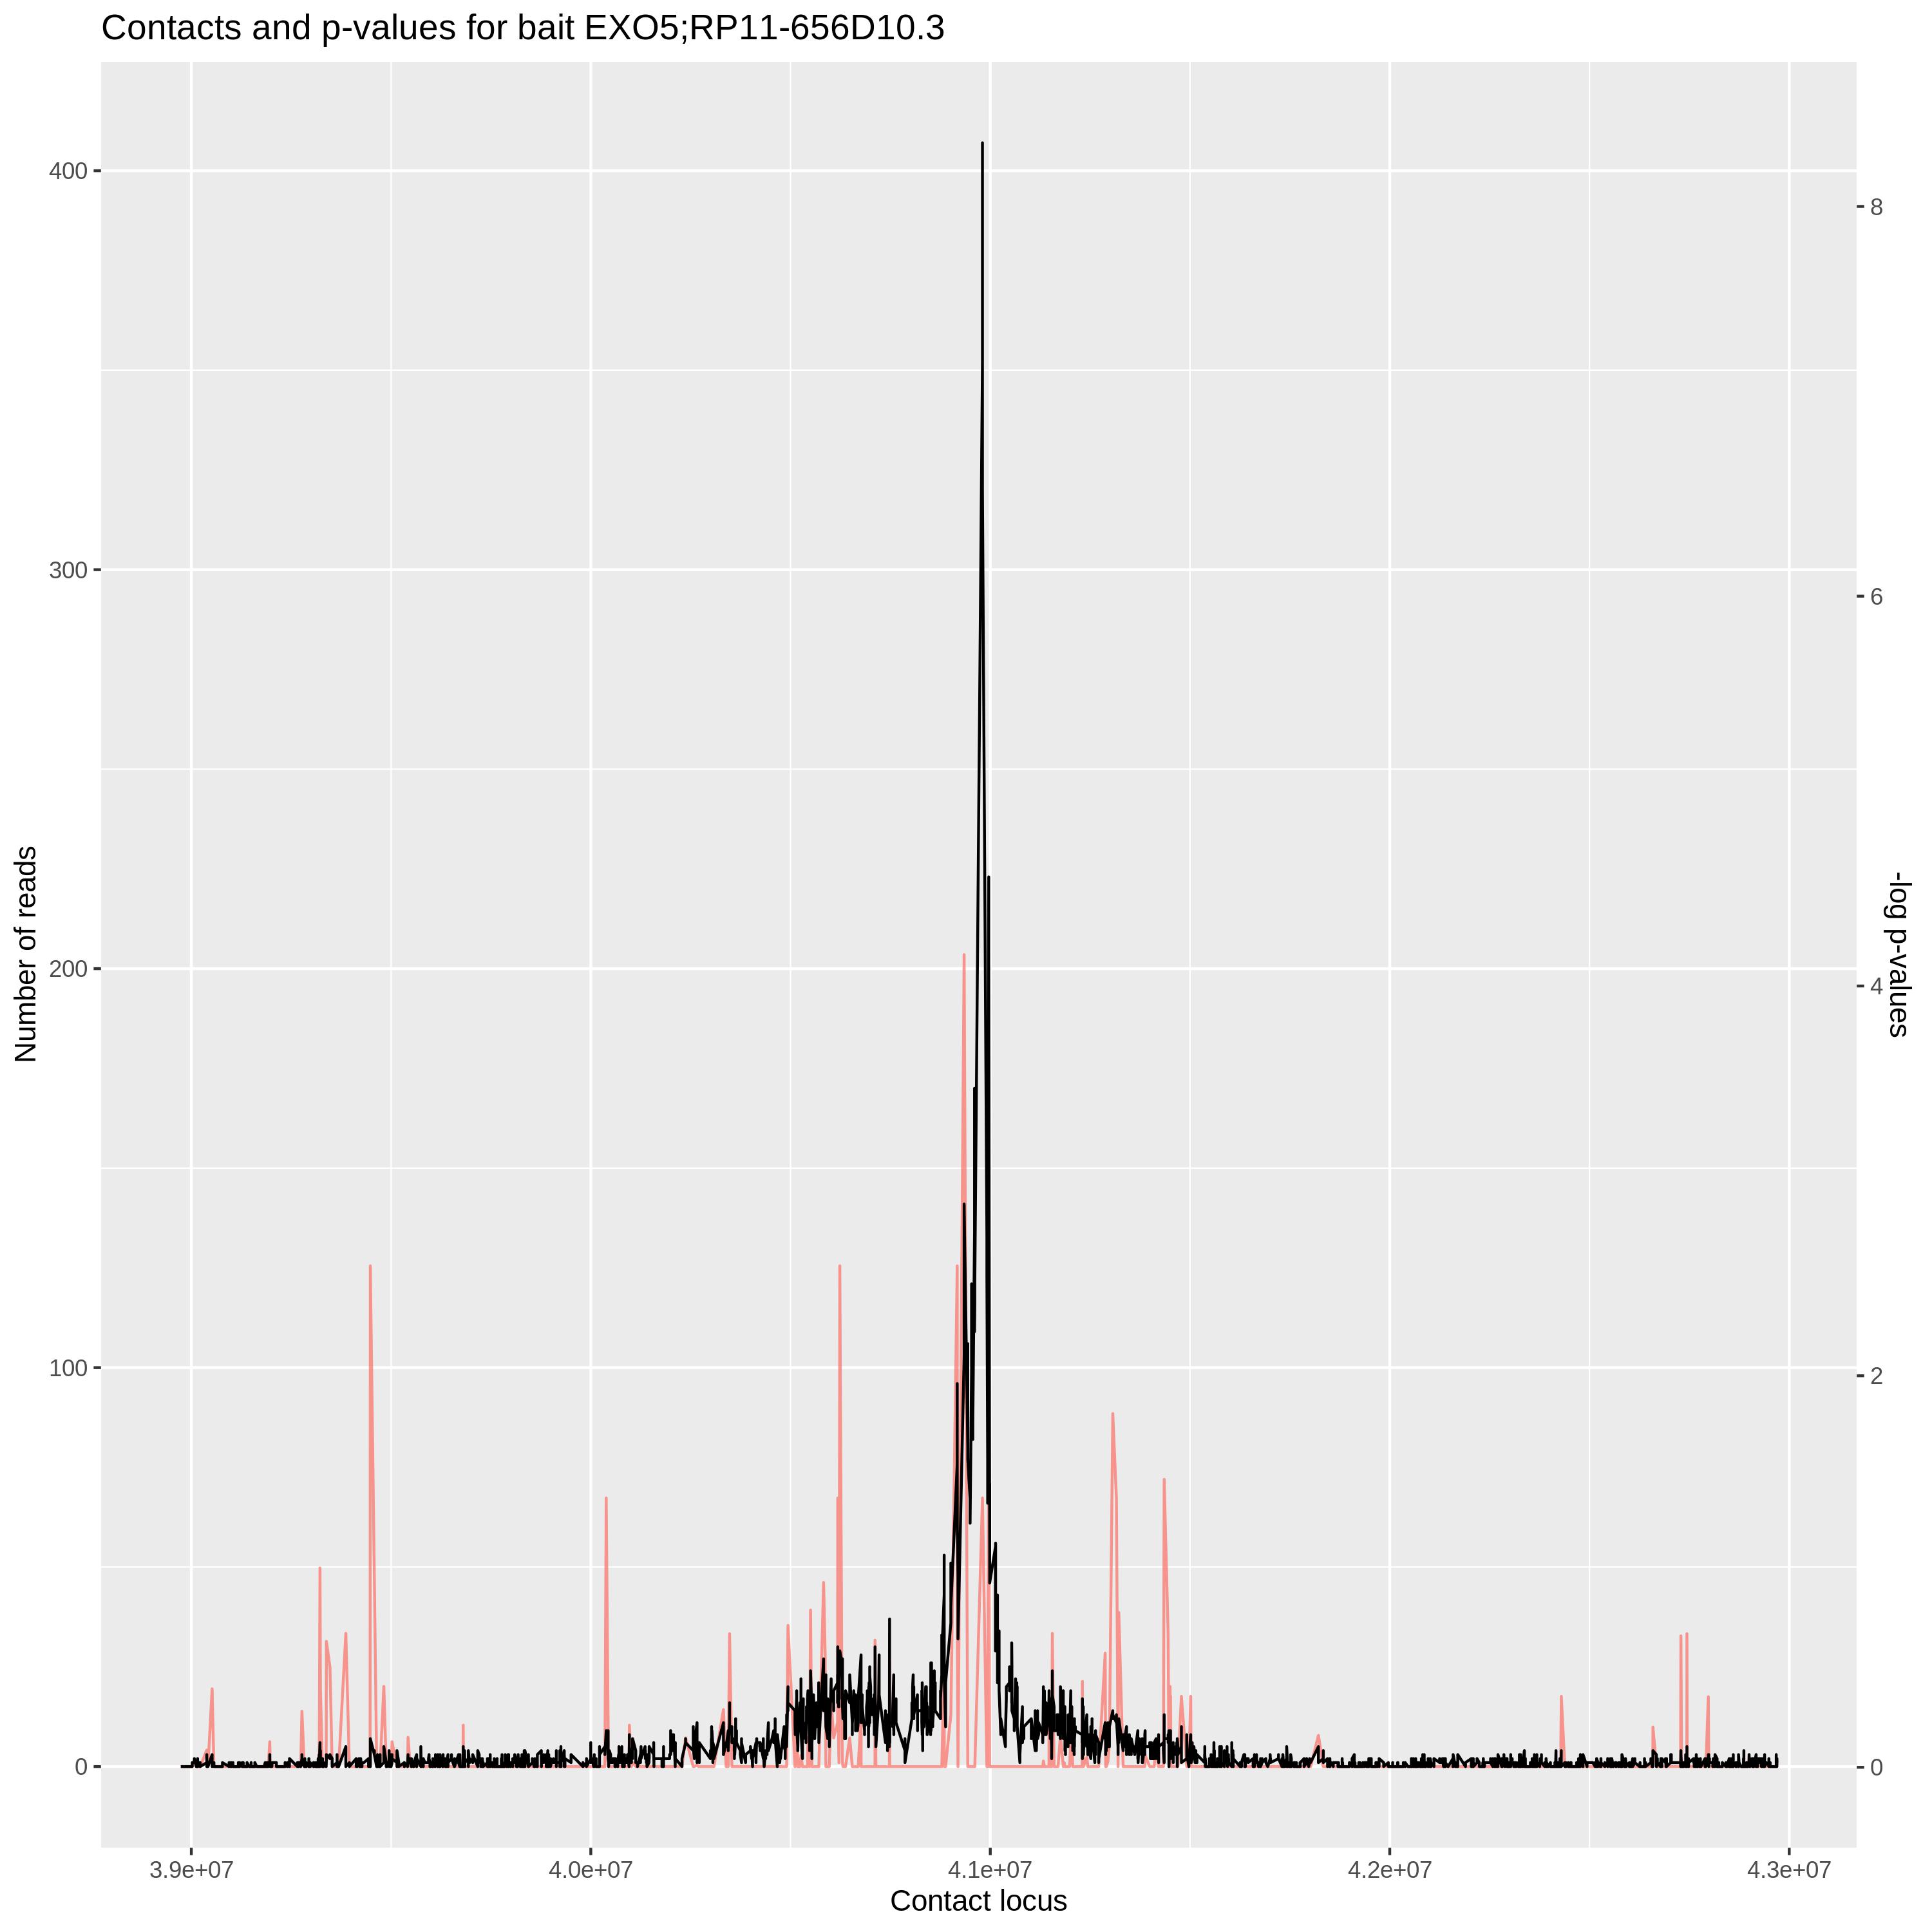 Contacts and p-values for bait EXO5;RP11-656D10.3
400
300
200
100
0
Number of reads
8
6
4
2
0
-log p-values
3.9e+07
4.0e+07
4.1e+07
4.2e+07
4.3e+07
Contact locus